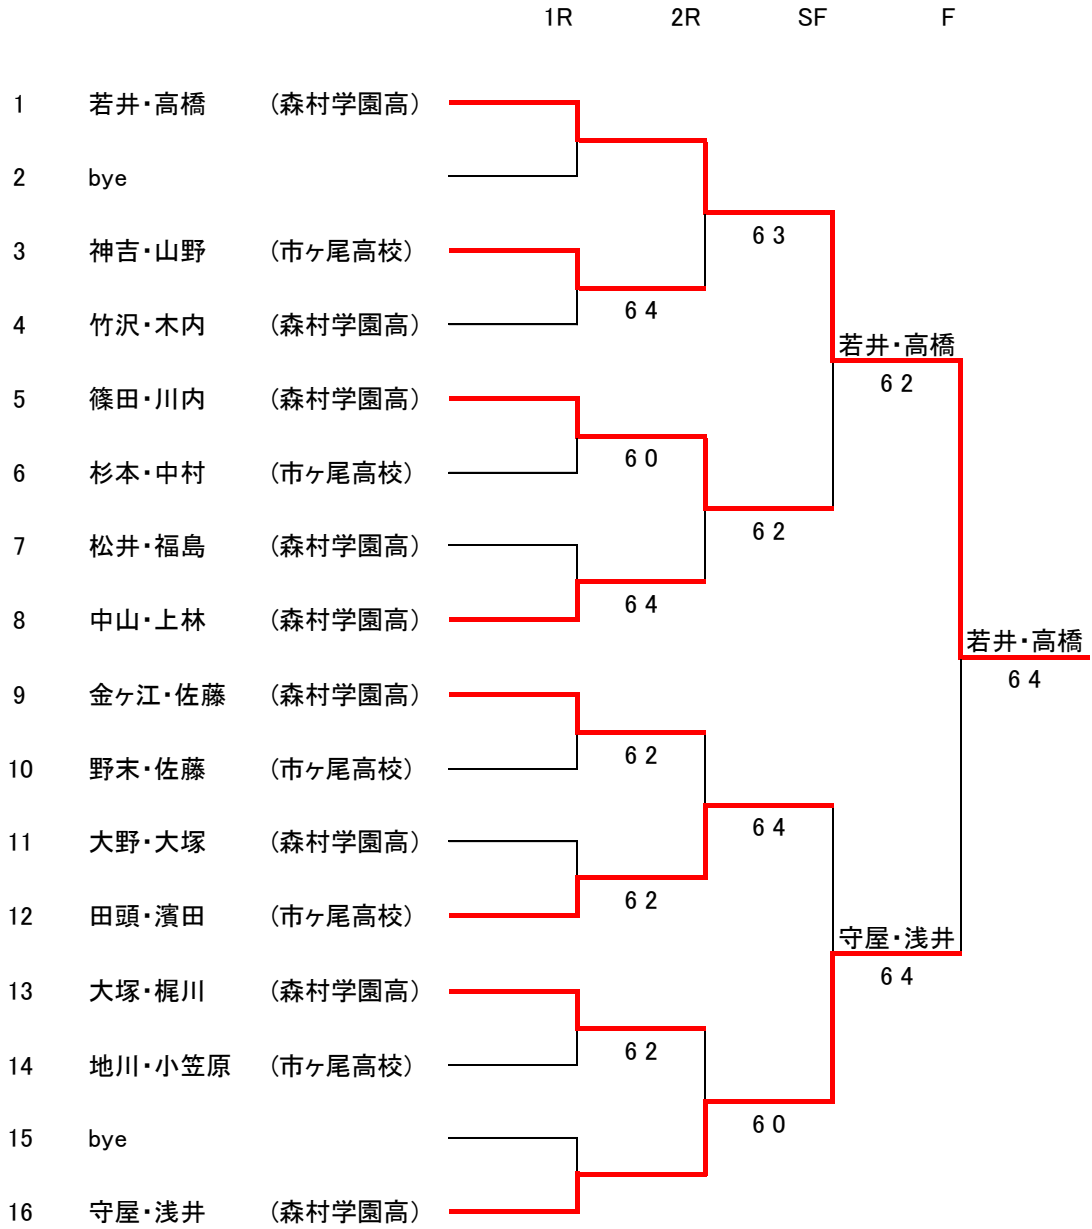 1R 2R SF F
1 若井・高橋 (森村学園高)
2 bye
6 3
3 神吉・山野 (市ヶ尾高校)
6 4
4 竹沢・木内 (森村学園高)
若井・高橋
6 2
5 篠田・川内 (森村学園高)
6 0
6 杉本・中村 (市ヶ尾高校)
6 2
7 松井・福島 (森村学園高)
6 4
8 中山・上林 (森村学園高)
若井・高橋
6 4
9 金ヶ江・佐藤 (森村学園高)
6 2
10 野末・佐藤 (市ヶ尾高校)
6 4
11 大野・大塚 (森村学園高)
6 2
12 田頭・濱田 (市ヶ尾高校)
守屋・浅井
6 4
13 大塚・梶川 (森村学園高)
6 2
14 地川・小笠原 (市ヶ尾高校)
6 0
15 bye
16 守屋・浅井 (森村学園高)